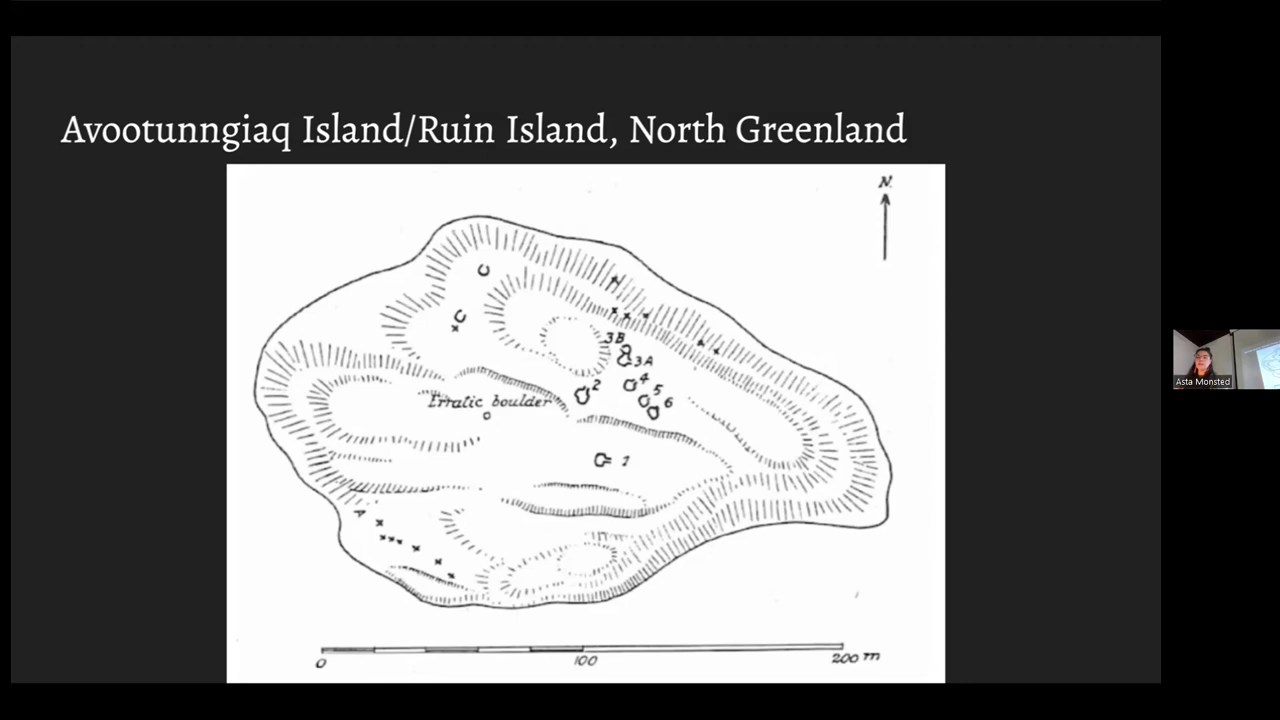 Avootunngiaq Island/Ruin Island, North Greenland
N.
3B
3A
2
4
5
6
Erratic boulder
1
A
0
100
200 m
Asta Monsted